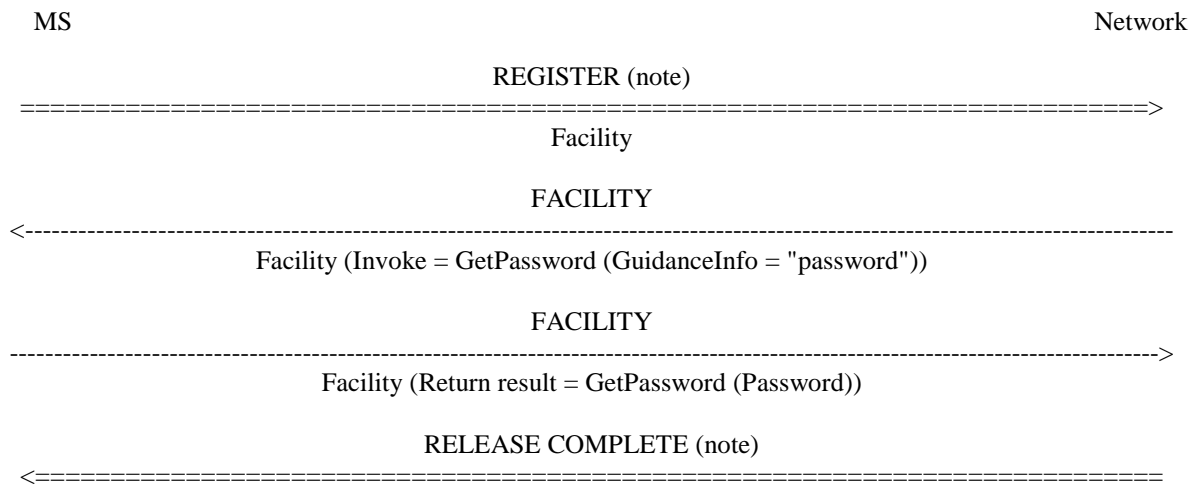 MS Network
REGISTER (note)
==========================================================================>
Facility
FACILITY
<------------------------------------------------------------------------------------------------------------------------------------
Facility (Invoke = GetPassword (GuidanceInfo = "password"))
FACILITY
------------------------------------------------------------------------------------------------------------------------------------>
Facility (Return result = GetPassword (Password))
RELEASE COMPLETE (note)
<==========================================================================